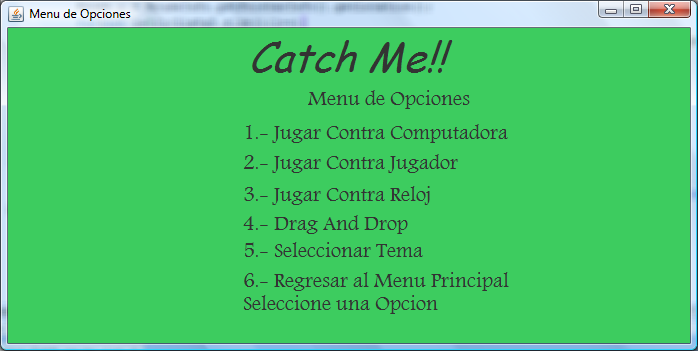 Menu de Opciones
Catch Me!!
Menu de Opciones
1.- Jugar Contra Computadora
2.- Jugar Contra Jugador
3.- Jugar Contra Reloj
4.- Drag And Drop
5.- Seleccionar Tema
6.- Regresar al Menu Principal
Seleccione una Opcion